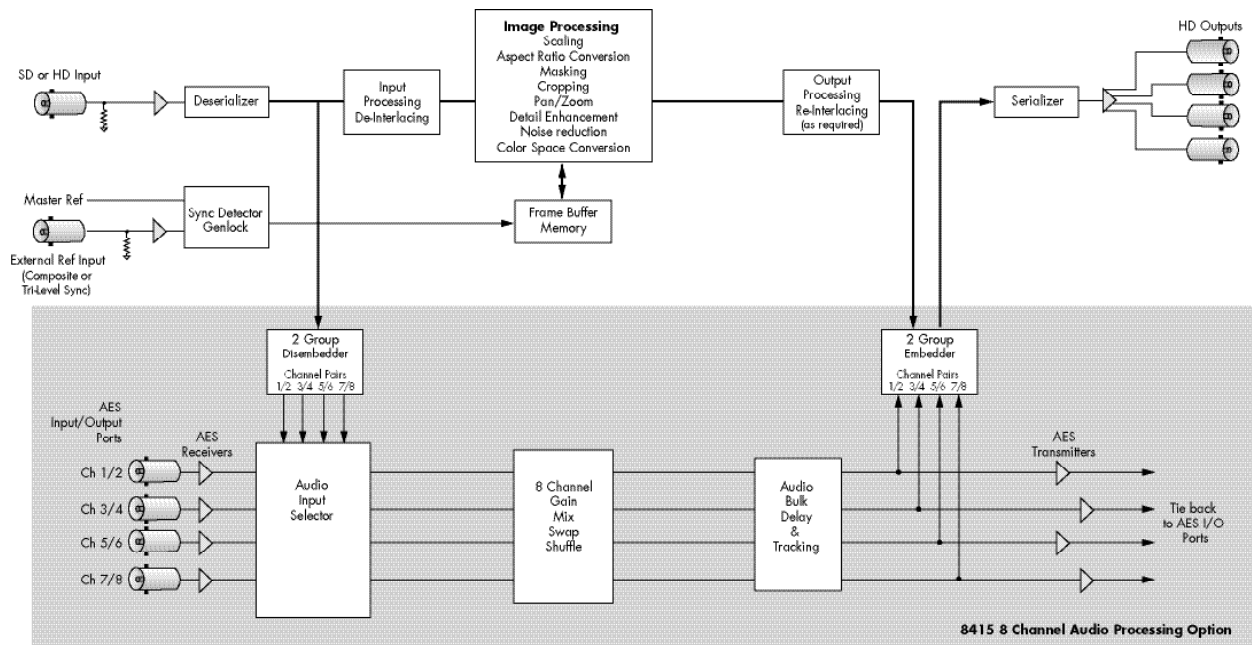 Image Processing
Scaling
Aspect Ratio Conversion
Masking
Cropping
Pan/Zoom
Detail Enhancement
Noise reduction
Color Space Conversion
HD Outputs
SD or HD Input
Deserializer
Input
Processing
De-Interlacing
Output
Processing
Re-Interlacing
(as required)
Serializer
Master Ref
Sync Detector
Genlock
Frame Buffer
Memory
External Ref Input
(Composite or
Tri-Level Sync)
2 Group
Disembedder
Channel Pairs
1/2 3/4 5/6 7/8
2 Group
Embedder
Channel Pairs
1/2 3/4 5/6 7/8
AES
Input/Output
Ports
AES
Receivers
AES
Transmitters
Ch 1/2
Ch 3/4
Ch 5/6
Ch 7/8
Audio
Input
Selector
8 Channel
Gain
Mix
Swap
Shuffle
Audio
Bulk
Delay
&
Tracking
Tie back
to AES I/O
Ports
8415 8 Channel Audio Processing Option